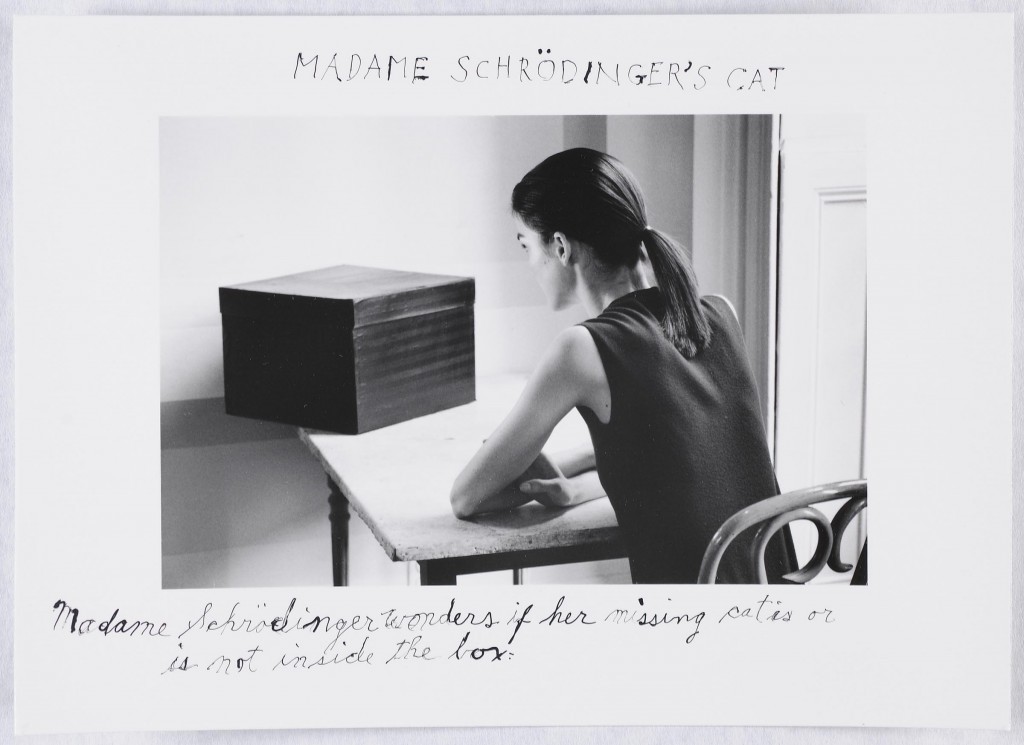 MADAME SCHRÖDINGER'S CAT
Madame Schrödinger wonders if her missing cat is or
is not inside the box.